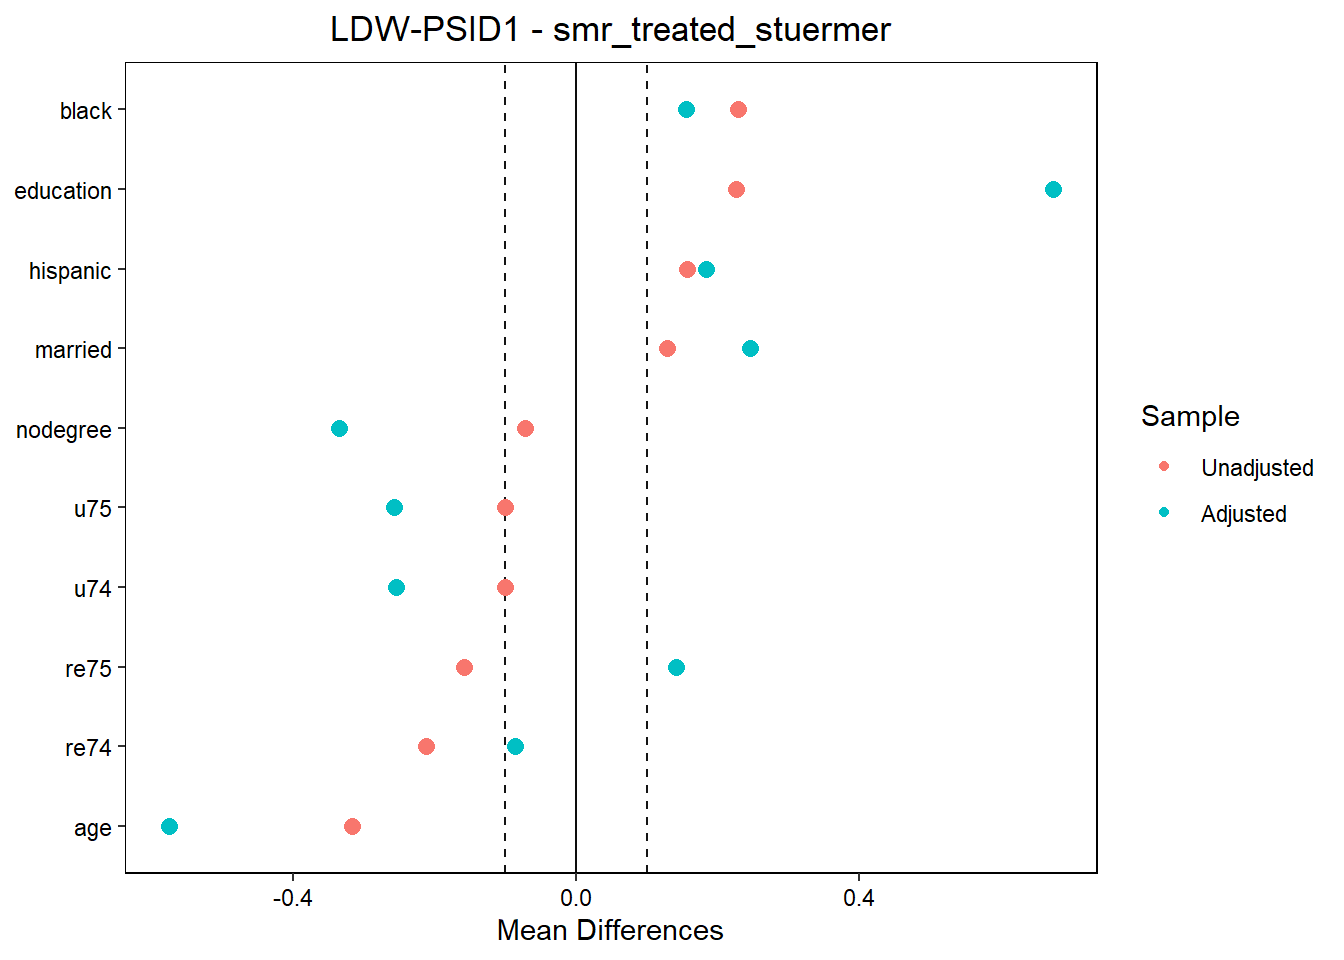 LDW-PSID1 - smr_treated_stuermer
black
education
hispanic
married
nodegree
u75
u74
re75
re74
age
-0.4
0.0
0.4
Mean Differences
Sample
Unadjusted
Adjusted